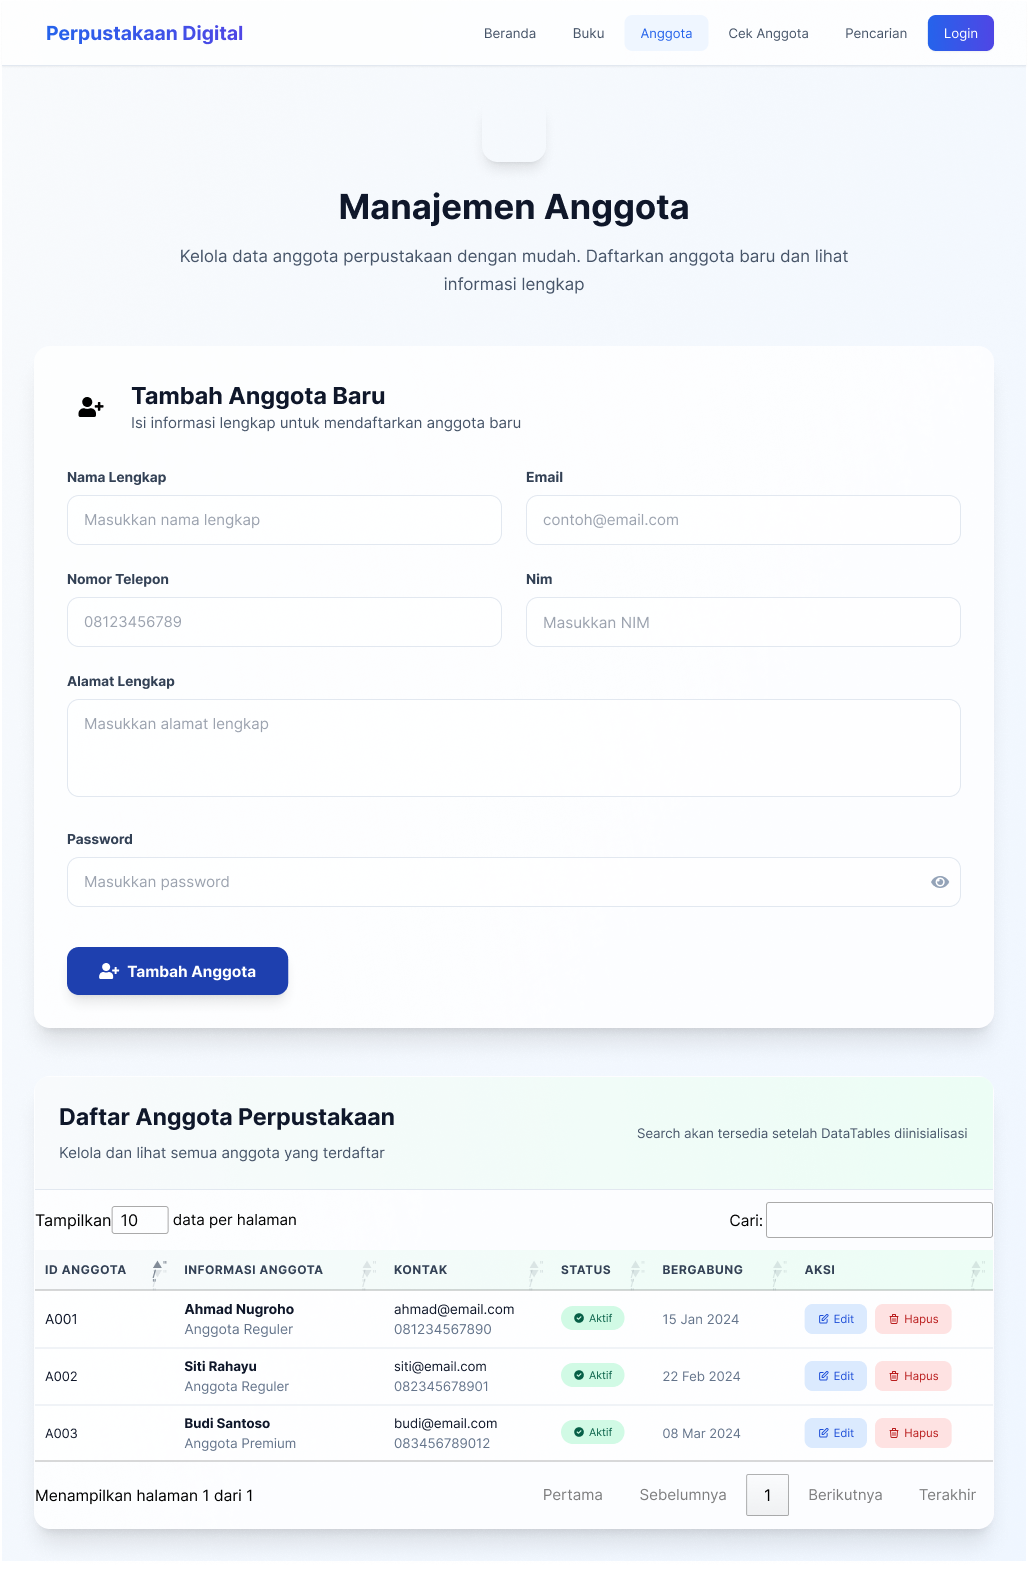 Perpustakaan Digital
Beranda
Buku
Anggota
Cek Anggota
Pencarian
Login
Manajemen Anggota
Kelola data anggota perpustakaan dengan mudah. Daftarkan anggota baru dan lihat
informasi lengkap
Tambah Anggota Baru
Isi informasi lengkap untuk mendaftarkan anggota baru
Nama Lengkap
Masukkan nama lengkap
Email
contoh@email.com
Nomor Telepon
08123456789
Nim
Masukkan NIM
Alamat Lengkap
Masukkan alamat lengkap
Password
Masukkan password
Tambah Anggota
Daftar Anggota Perpustakaan
Kelola dan lihat semua anggota yang terdaftar
Search akan tersedia setelah DataTables diinisialisasi
Tampilkan 10 data per halaman
Cari:
ID ANGGOTA INFORMASI ANGGOTA KONTAK STATUS BERGABUNG AKSI
A001
Ahmad Nugroho
Anggota Reguler
ahmad@email.com
081234567890
Aktif
15 Jan 2024
Edit
Hapus
A002
Siti Rahayu
Anggota Reguler
siti@email.com
082345678901
Aktif
22 Feb 2024
Edit
Hapus
A003
Budi Santoso
Anggota Premium
budi@email.com
083456789012
Aktif
08 Mar 2024
Edit
Hapus
Menampilkan halaman 1 dari 1
Pertama
Sebelumnya
1
Berikutnya
Terakhir